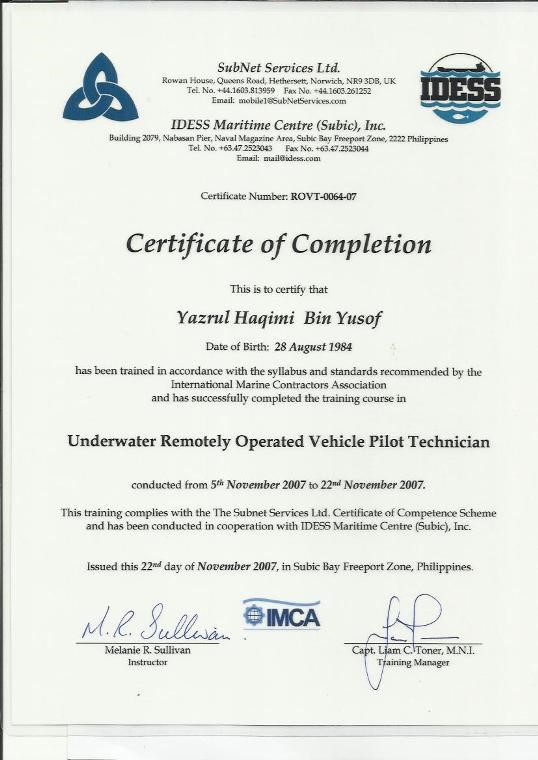 SubNet Services Ltd.
Rowan House, Queens Road, Hethersett, Norwich, NR9 3DB, UK
Tel. No. +44.1603.813959 Fax No. +44.1603.261252
Email: mobile1@SubNetServices.com
IDESS
IDESS Maritime Centre (Subic), Inc.
Building 2079, Nabasan Pier, Naval Magazine Area, Subic Bay Freeport Zone, 2222 Philippines
Tel. No. +63.47.2523043 Fax No. +63.47.2523044
Email: mail@idess.com
Certificate Number: ROVT-0064-07
Certificate of Completion
This is to certify that
Yazrul Haqimi Bin Yusof
Date of Birth: 28 August 1984
has been trained in accordance with the syllabus and standards recommended by the
International Marine Contractors Association
and has successfully completed the training course in
Underwater Remotely Operated Vehicle Pilot Technician
conducted from 5th November 2007 to 22nd November 2007.
This training complies with the The Subnet Services Ltd. Certificate of Competence Scheme
and has been conducted in cooperation with IDESS Maritime Centre (Subic), Inc.
Issued this 22nd day of November 2007, in Subic Bay Freeport Zone, Philippines.
M. R. Sullivan
IMCA
Melanie R. Sullivan
Instructor
Capt. Liam C. Toner, M.N.I.
Training Manager